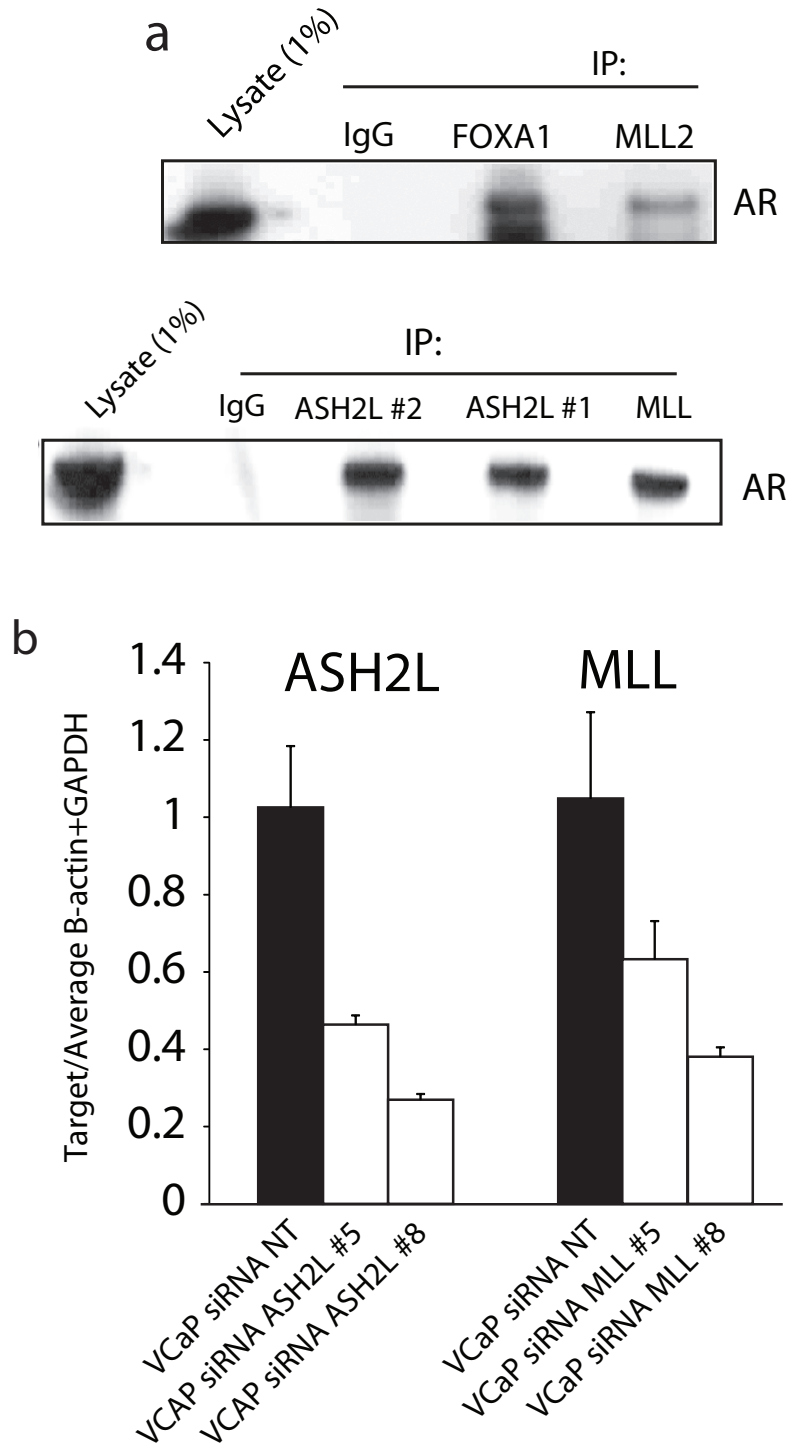 a
Lysate (1%)
IP:
IgG FOXA1 MLL2
AR
Lysate (1%)
IP:
IgG ASH2L #2 ASH2L #1 MLL
AR
b
Target/Average B-actin+GAPDH
1.4
1.2
1
0.8
0.6
0.4
0.2
0
ASH2L MLL
VCaP siRNA NT
VCAP siRNA ASH2L #5
VCAP siRNA ASH2L #8
VCaP siRNA NT
VCaP siRNA MLL #5
VCaP siRNA MLL #8